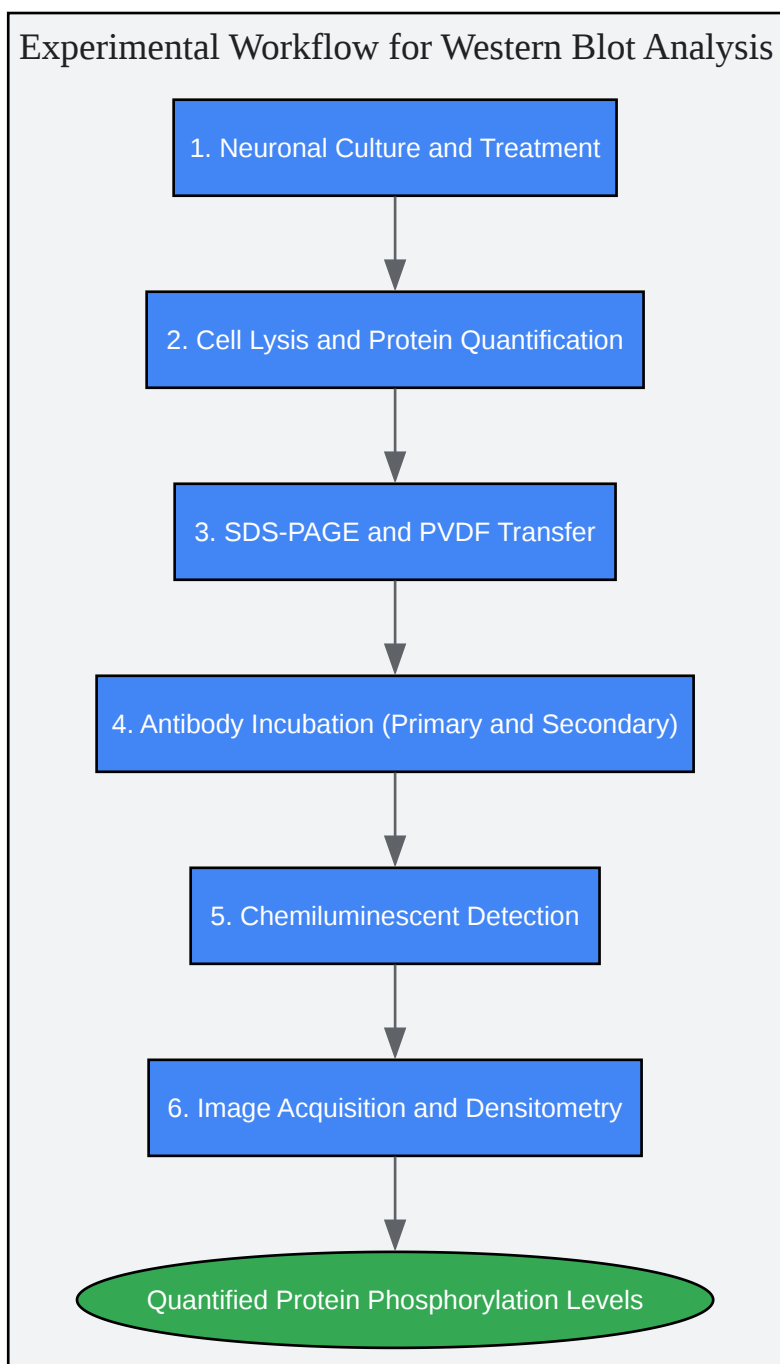 Experimental Workflow for Western Blot Analysis
1. Neuronal Culture and Treatment
2. Cell Lysis and Protein Quantification
3. SDS-PAGE and PVDF Transfer
4. Antibody Incubation (Primary and Secondary)
5. Chemiluminescent Detection
6. Image Acquisition and Densitometry
Quantified Protein Phosphorylation Levels